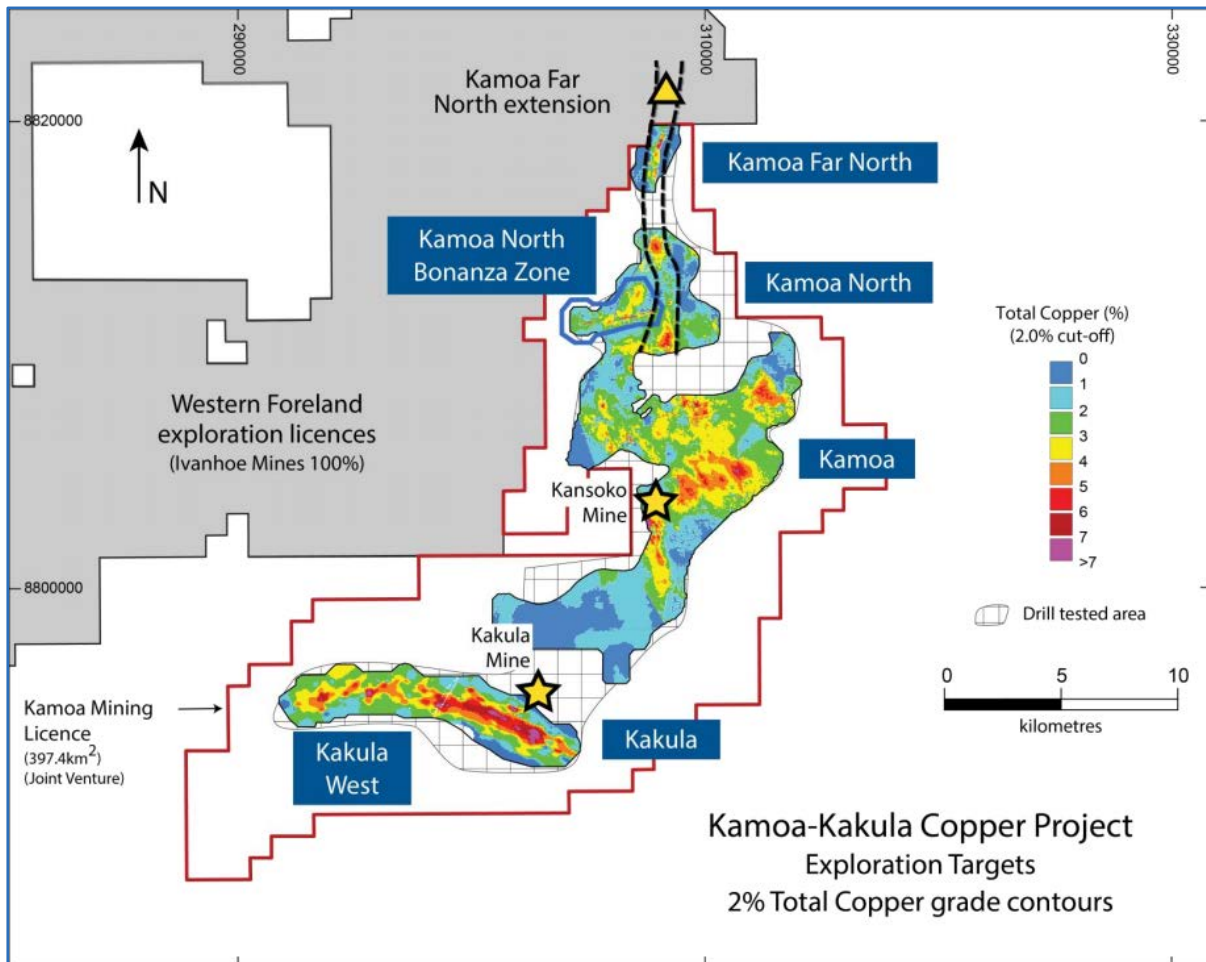 290000
310000
330000
8820000
8800000
N
Kamoa Far
North extension
Kamoa Far North
Kamoa North
Bonanza Zone
Kamoa North
Western Foreland
exploration licences
(Ivanhoe Mines 100%)
Kamoa
Kansoko
Mine
Kakula
Mine
Kakula
Kakula
West
Kamoa Mining
Licence
(397.4km2)
(Joint Venture)
Total Copper (%)
(2.0% cut-off)
0
1
2
3
4
5
6
7
>7
Drill tested area
0 5 10
kilometres
Kamoa-Kakula Copper Project
Exploration Targets
2% Total Copper grade contours